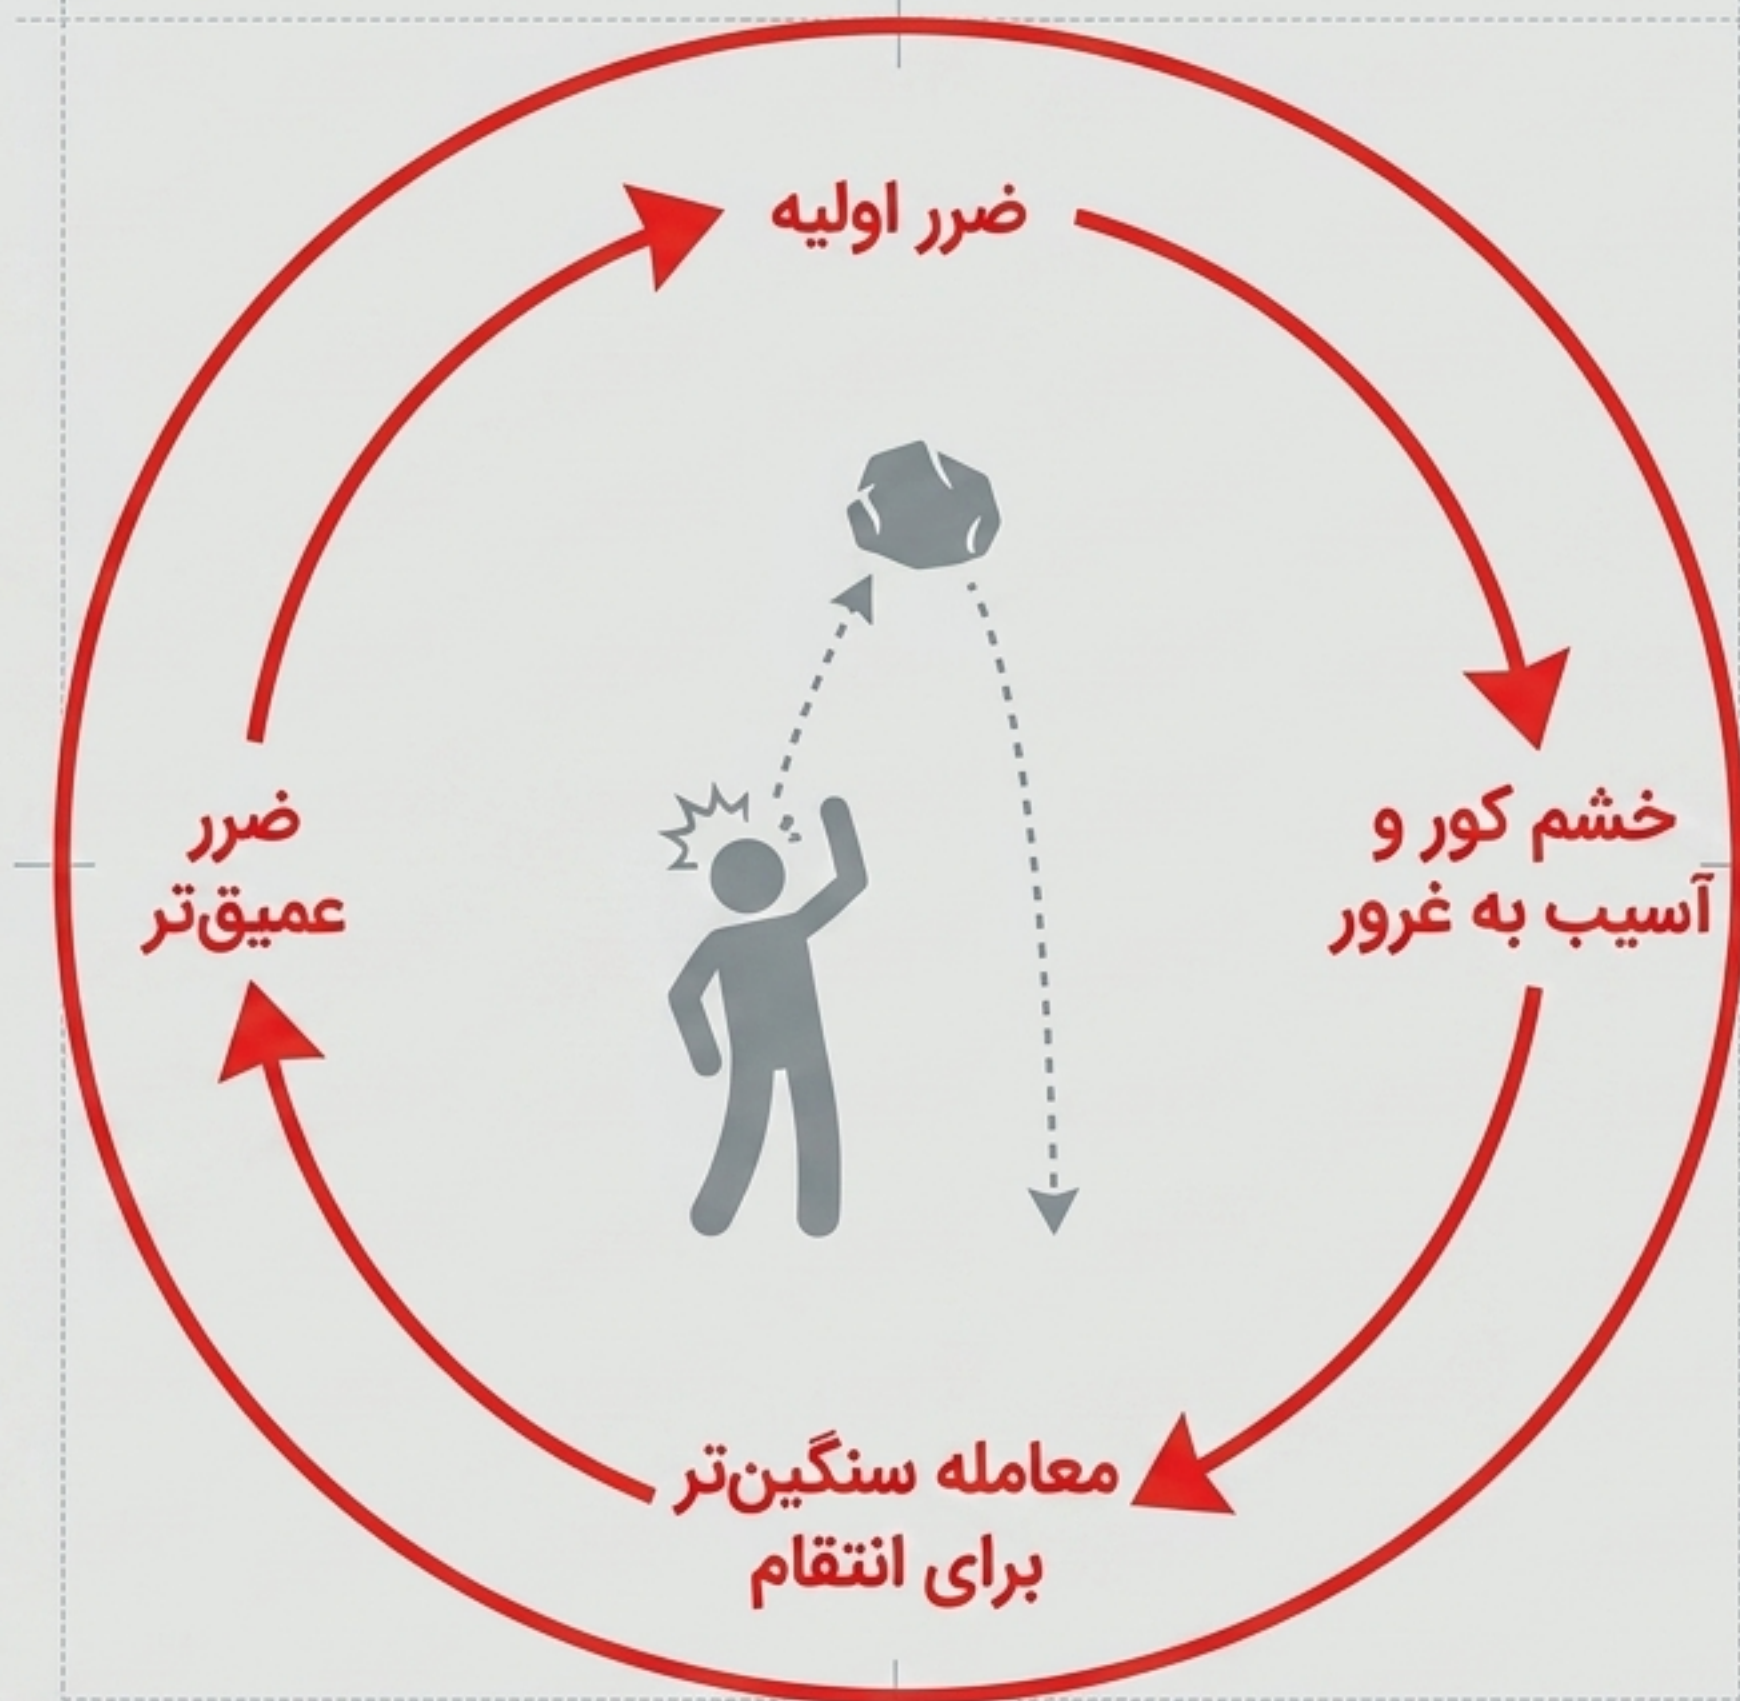 ضرر اولیه
خشم کور و
آسیب به غرور
معامله سنگین‌تر
برای انتقام
ضرر
عمیق‌تر